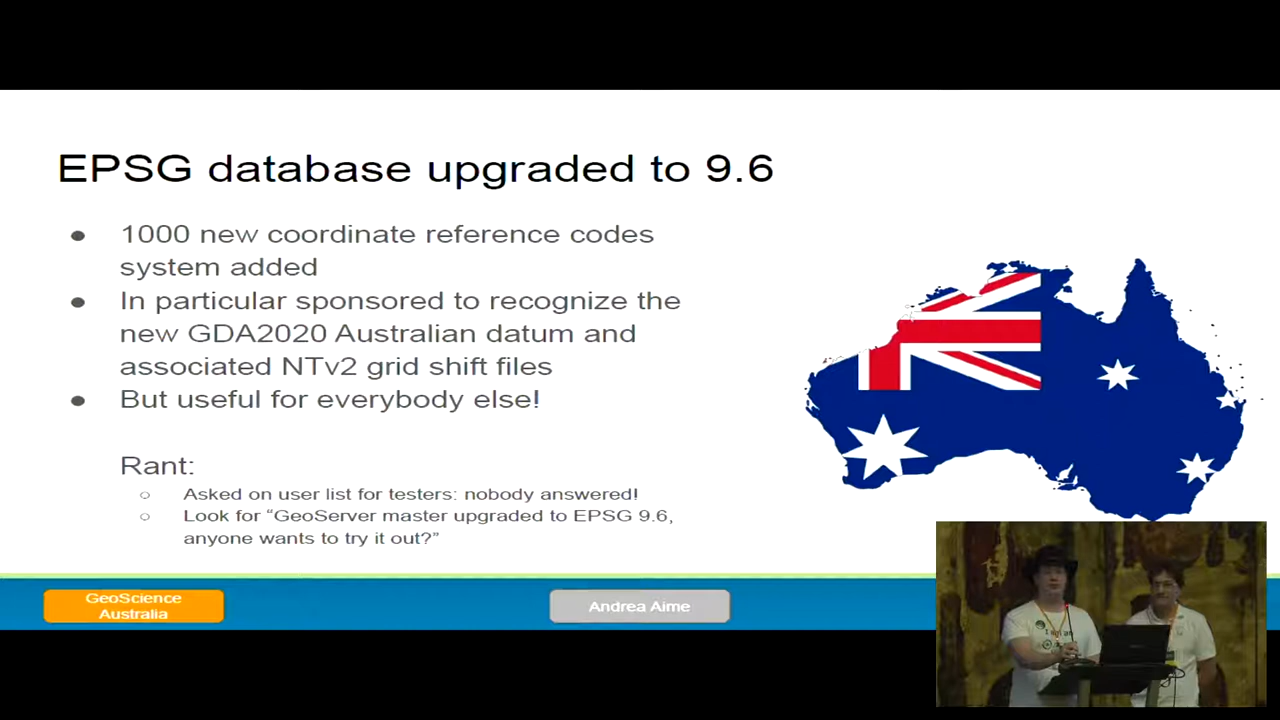 EPSG database upgraded to 9.6
● 1000 new coordinate reference codes
system added
● In particular sponsored to recognize the
new GDA2020 Australian datum and
associated NTv2 grid shift files
● But useful for everybody else!
Rant:
○ Asked on user list for testers: nobody answered!
○ Look for “GeoServer master upgraded to EPSG 9.6,
anyone wants to try it out?”
GeoScience
Australia
Andrea Aime
I am an